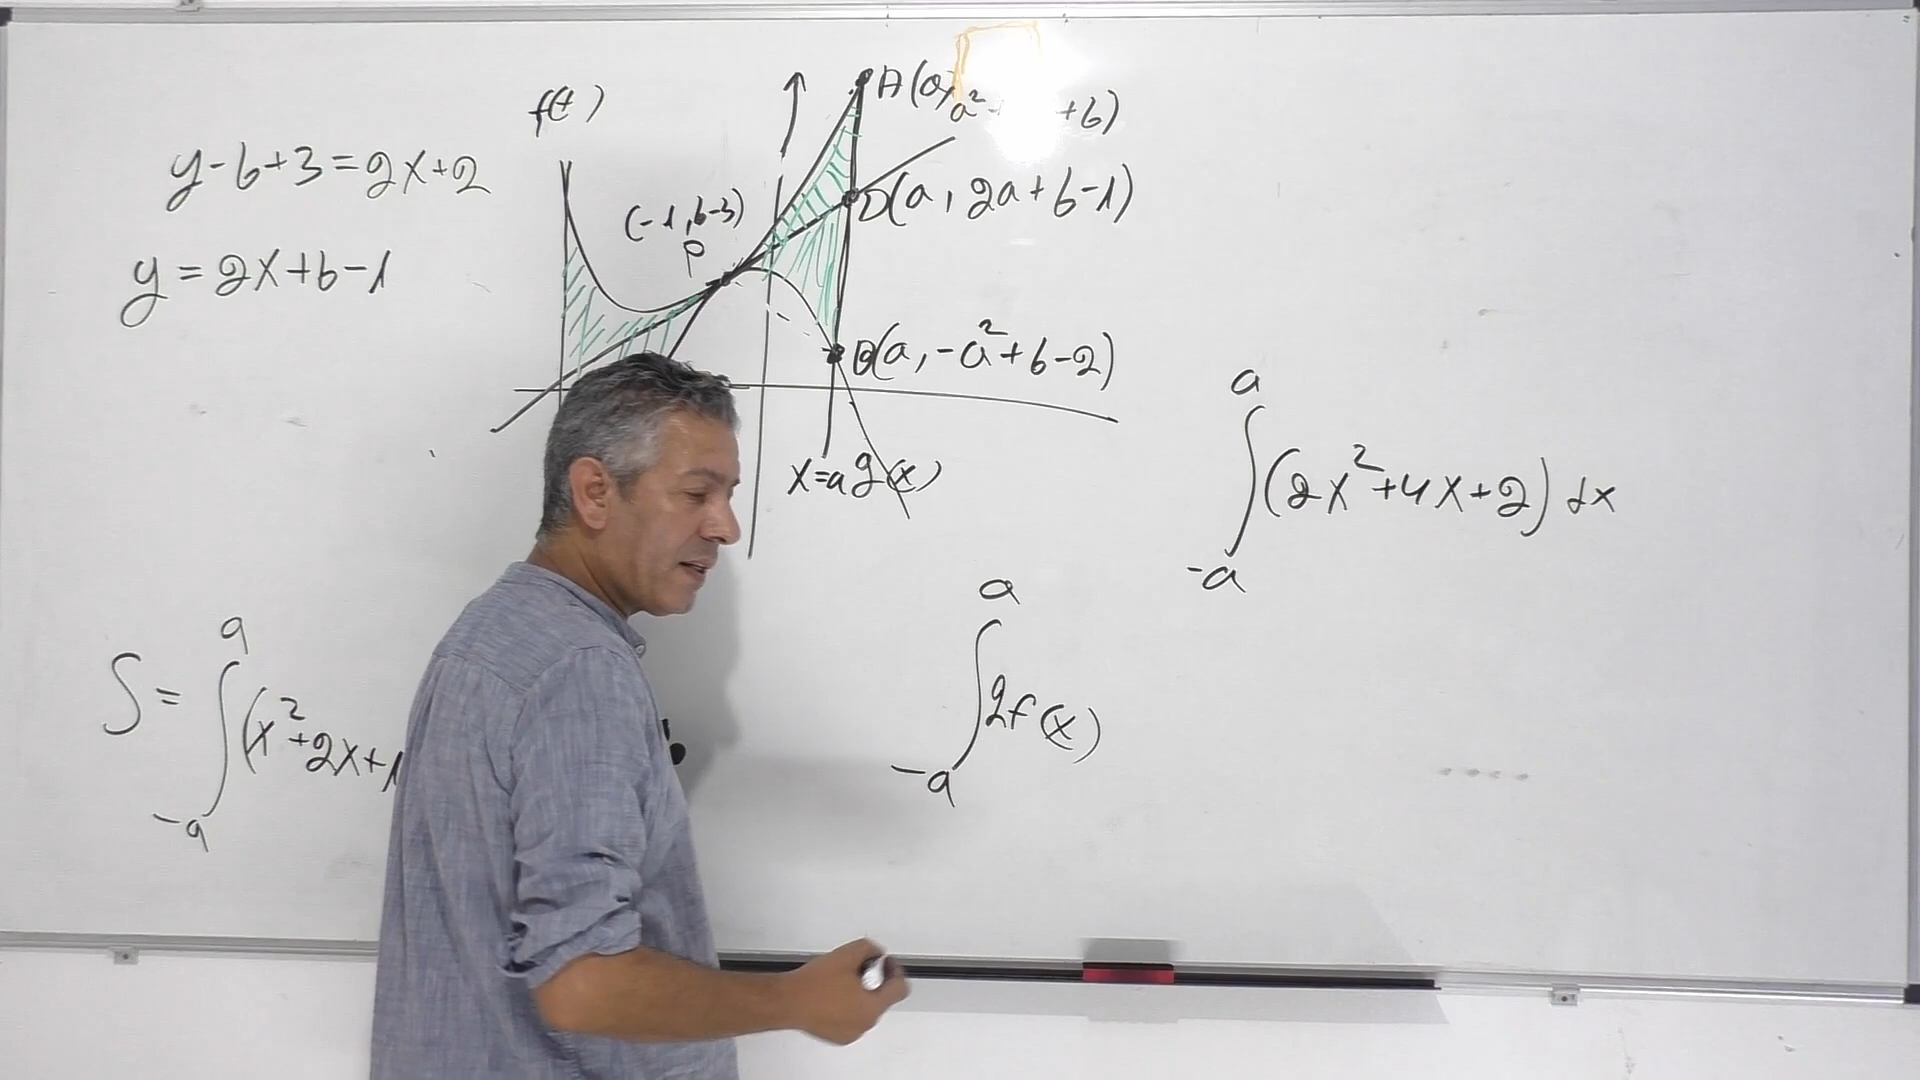 y-b+3=2x+2
y=2x+b-1
f(t)
(-1,b-3)
P
A(a, a² + b)
D(a, 2a+b-1)
B(a, -a²+b-2)
x=a g(x)
S = ∫ -a a (x²+2x+1
∫ -a a 2f(x)
∫ -a a (2x²+4x+2) dx